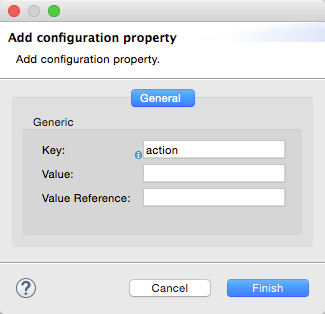 Add configuration property
Add configuration property.
General
Generic
Key: action
Value:
Value Reference:
? Cancel Finish